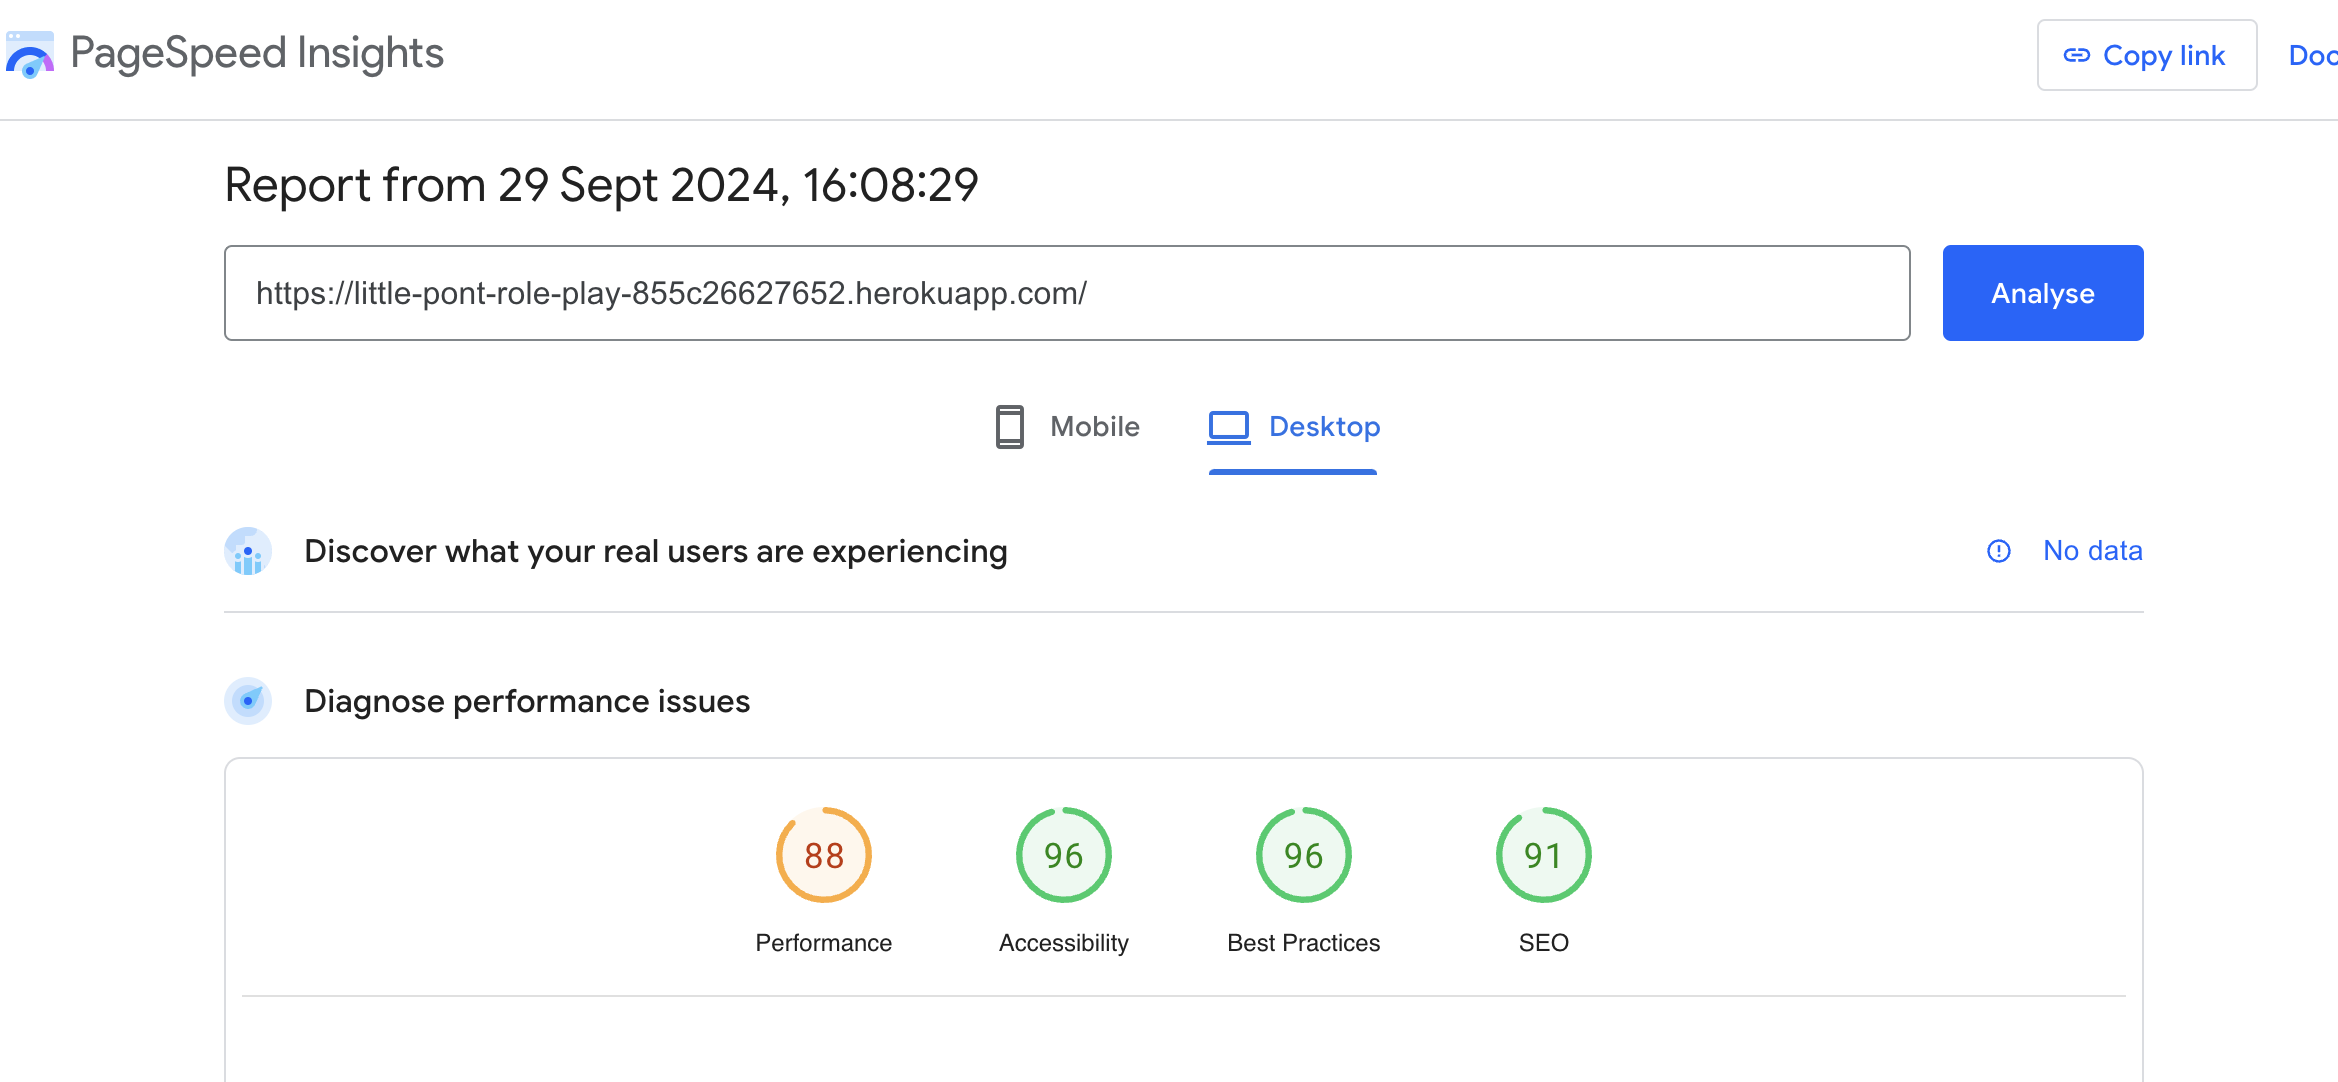 PageSpeed Insights
Copy link
Doc
Report from 29 Sept 2024, 16:08:29
https://little-pont-role-play-855c26627652.herokuapp.com/
Analyse
Mobile
Desktop
Discover what your real users are experiencing
No data
Diagnose performance issues
88
96
96
91
Performance
Accessibility
Best Practices
SEO